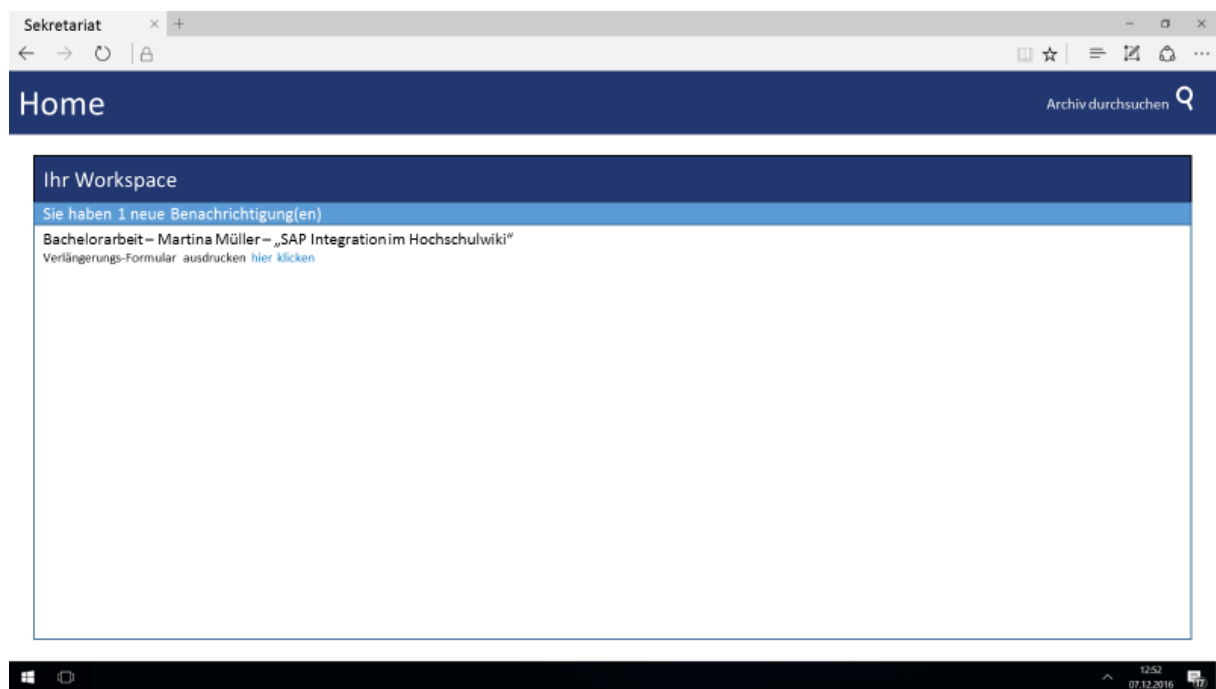 Sekretariat
Home
Archiv durchsuchen
Ihr Workspace
Sie haben 1 neue Benachrichtigung(en)
Bachelorarbeit – Martina Müller – „SAP Integration im Hochschulwiki“
Verlängerungs-Formular ausdrucken hier klicken
12:52
07.12.2016
17